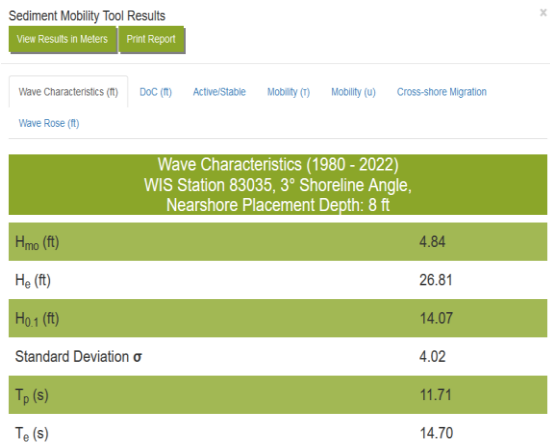 Sediment Mobility Tool Results
x
View Results in Meters Print Report
Wave Characteristics (ft) DoC (ft) Active/Stable Mobility (τ) Mobility (u) Cross-shore Migration
Wave Rose (ft)
Wave Characteristics (1980 - 2022)
WIS Station 83035, 3° Shoreline Angle,
Nearshore Placement Depth: 8 ft
Hmo (ft) 4.84
He (ft) 26.81
H0.1 (ft) 14.07
Standard Deviation σ 4.02
Tp (s) 11.71
Te (s) 14.70